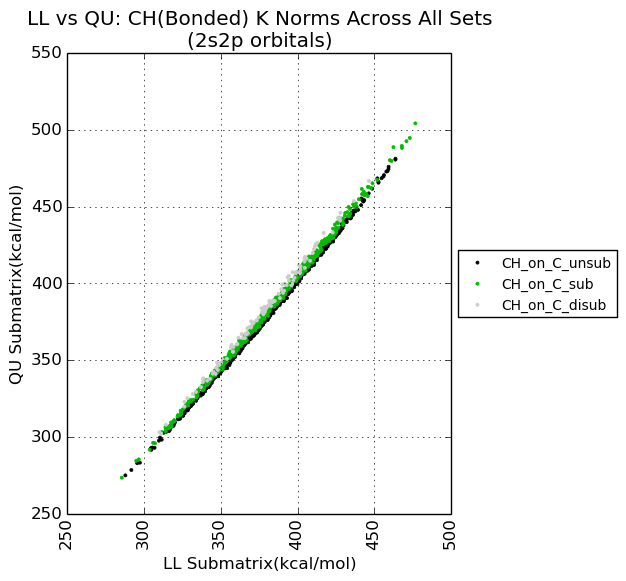 LL vs QU: CH(Bonded) K Norms Across All Sets
(2s2p orbitals)
550
500
450
400
350
300
250
QU Submatrix(kcal/mol)
250
300
350
400
450
500
LL Submatrix(kcal/mol)
CH_on_C_unsub
CH_on_C_sub
CH_on_C_disub